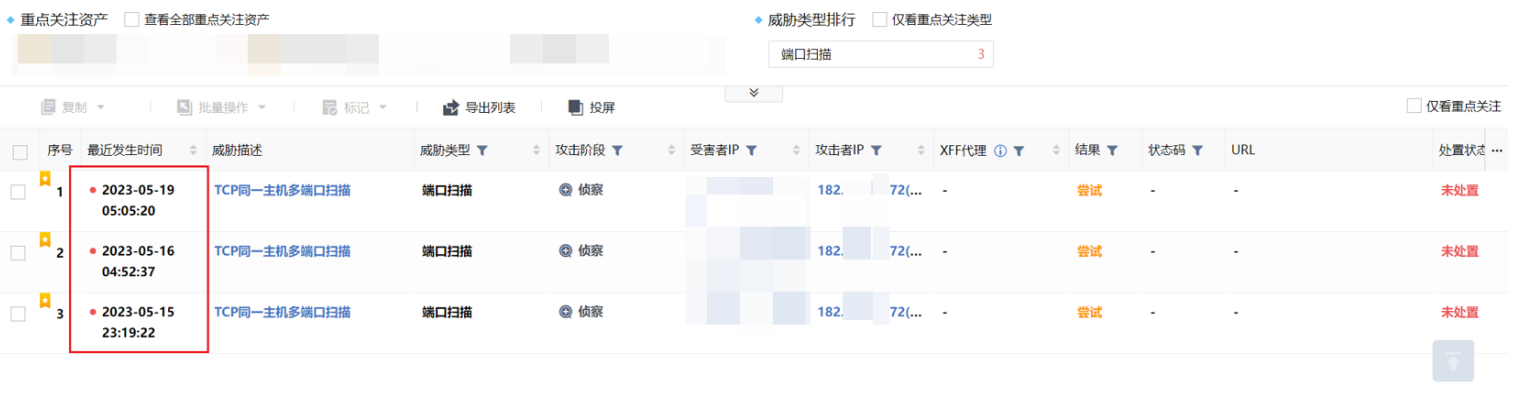 重点关注资产 查看全部重点关注资产 威胁类型排行 仅看重点关注类型
端口扫描 3
复制 批量操作 标记 导出列表 投屏 仅看重点关注
序号 最近发生时间 威胁描述 威胁类型 攻击阶段 受害者IP 攻击者IP XFF代理 结果 状态码 URL 处置状态 ...
1 2023-05-19 TCP同一主机多端口扫描 端口扫描 侦察 182. 72(... - 尝试 - - 未处置
05:05:20
2 2023-05-16 TCP同一主机多端口扫描 端口扫描 侦察 182. 72(... - 尝试 - - 未处置
04:52:37
3 2023-05-15 TCP同一主机多端口扫描 端口扫描 侦察 182. 72(... - 尝试 - - 未处置
23:19:22